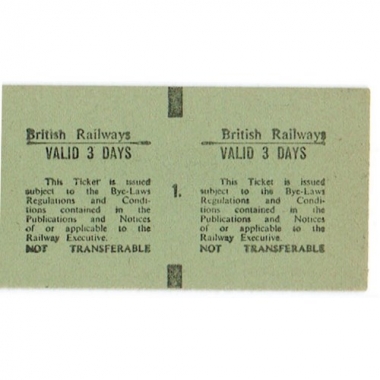 British Railways
VALID 3 DAYS
This Ticket is issued
subject to the Bye-Laws
Regulations and Condi-
tions contained in the
Publications and Notices
of or applicable to the
Railway Executive.
NOT TRANSFERABLE
1.
British Railways
VALID 3 DAYS
This Ticket is issued
subject to the Bye-Laws
Regulations and Condi-
tions contained in the
Publications and Notices
of or applicable to the
Railway Executive.
NOT TRANSFERABLE